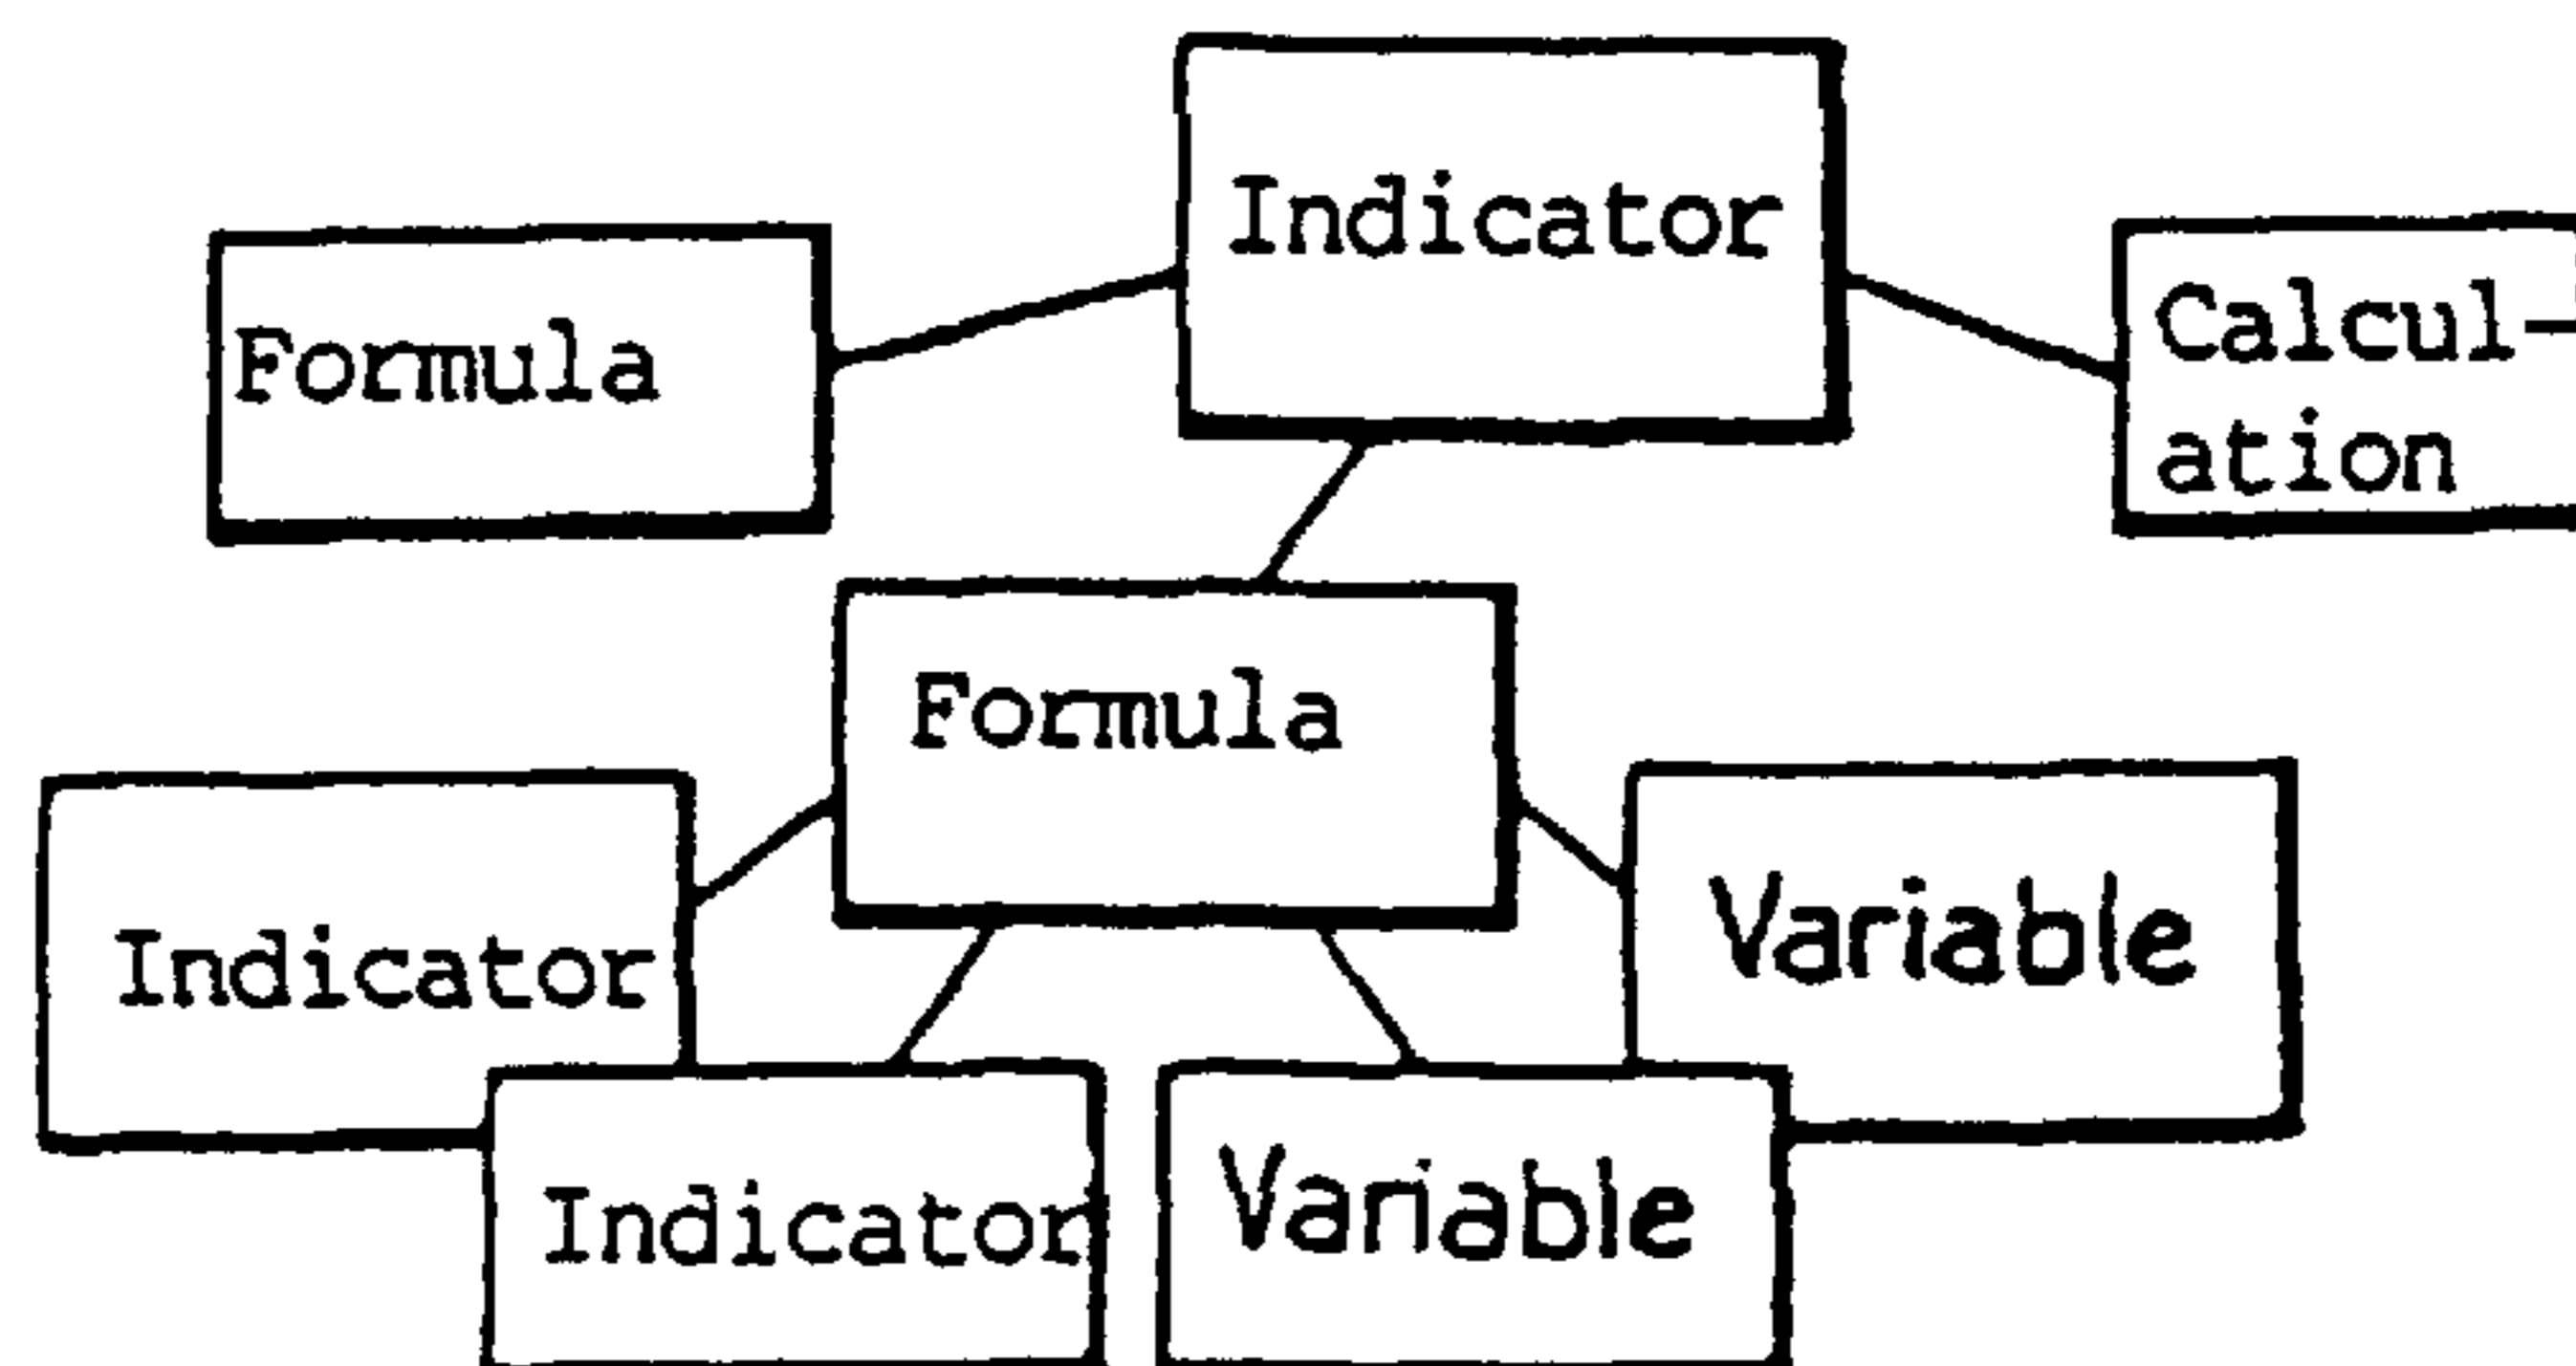 Indicator
Formula
Calcul-
ation
Formula
Indicator
Variable
Indicator
Variable